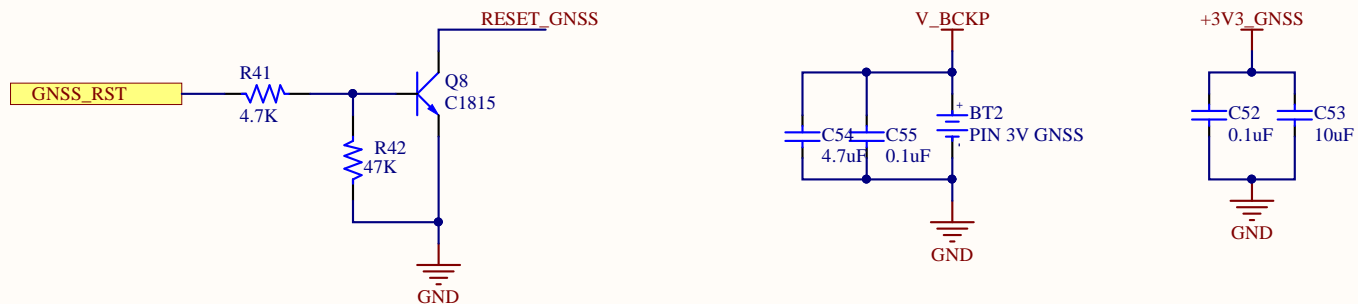 RESET_GNSS
GNSS_RST
R41
4.7K
Q8
C1815
R42
47K
GND
V_BCKP
C54
4.7uF
C55
0.1uF
+
BT2
PIN 3V GNSS
GND
+3V3_GNSS
C52
0.1uF
C53
10uF
GND